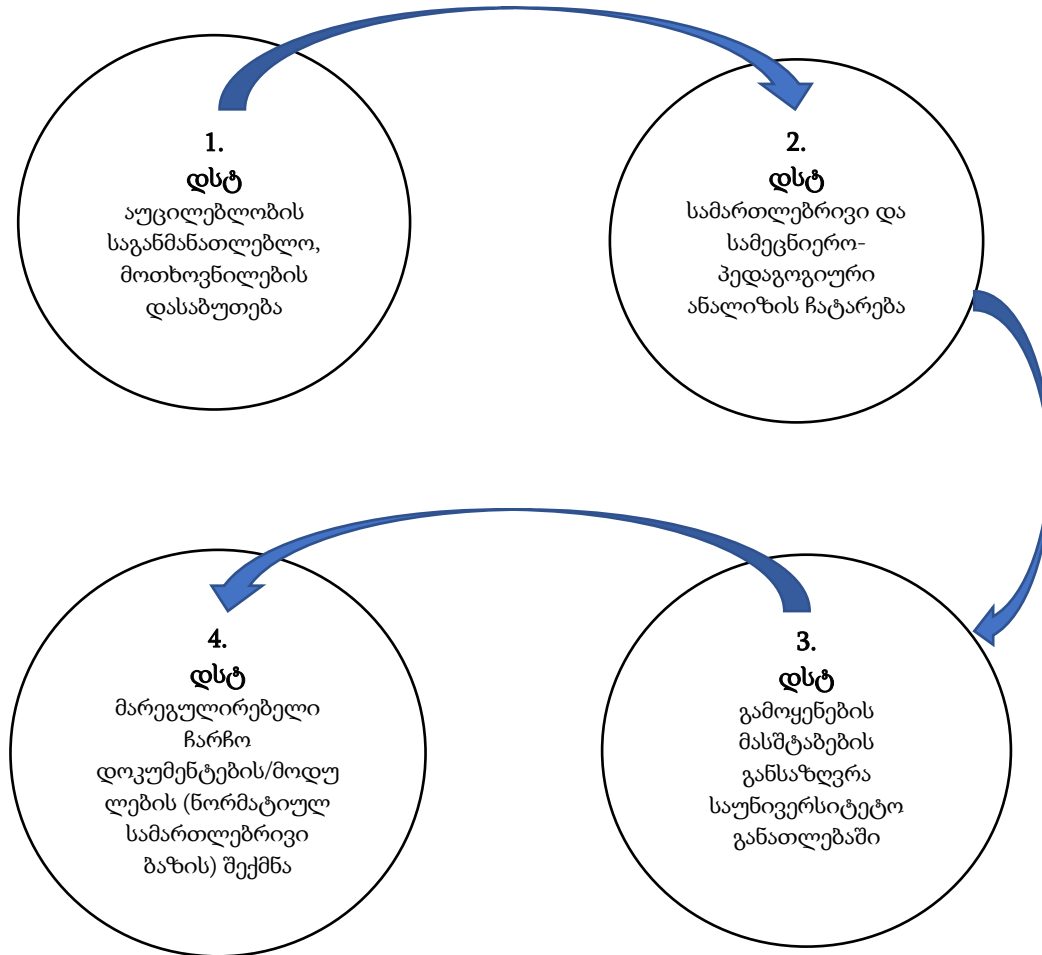 1.
დსტ
აუცილებლობის
საგანმანათლებლო,
მოთხოვნილების
დასაბუთება
2.
დსტ
სამართლებრივი და
სამეცნიერო-
პედაგოგიური
ანალიზის ჩატარება
3.
დსტ
გამოყენების
მასშტაბების
განსაზღვრა
საუნივერსიტეტო
განათლებაში
4.
დსტ
მარეგულირებელი
ჩარჩო
დოკუმენტების/მოდუ
ლების (ნორმატიულ
სამართლებრივი
ბაზის) შექმნა